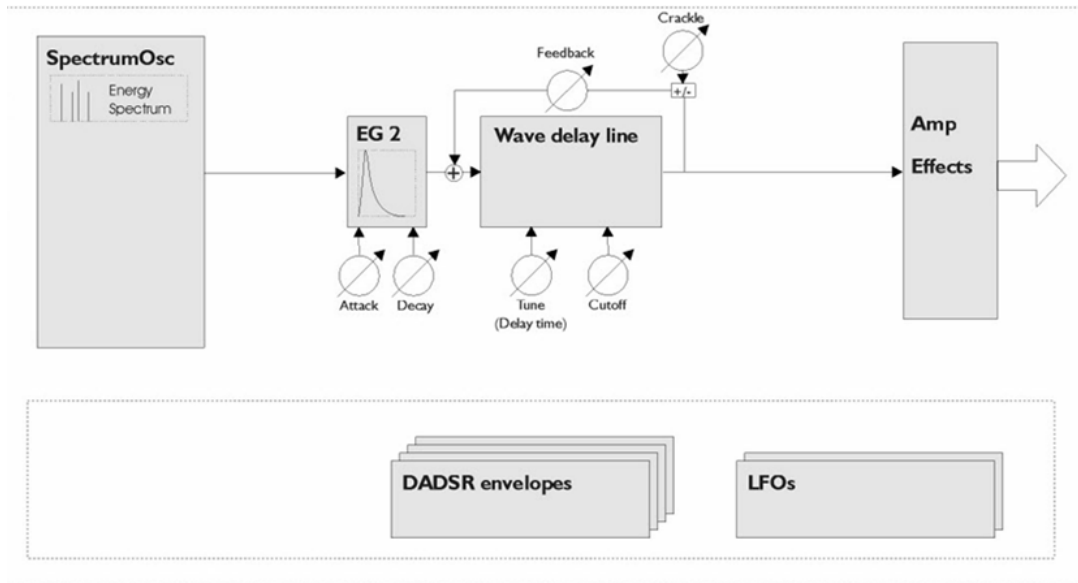 Crackle
SpectrumOsc
Energy
Spectrum
Feedback
+/-
EG 2
+
Wave delay line
Amp
Effects
Attack
Decay
Tune
(Delay time)
Cutoff
DADSR envelopes
LFOs